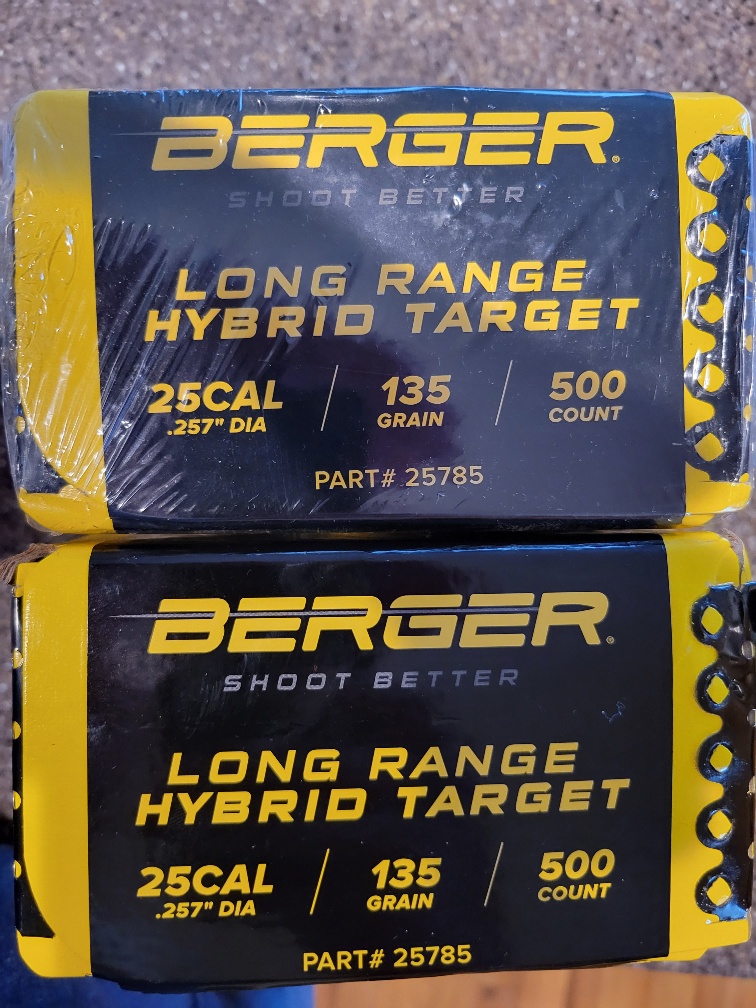 BERGER®
SHOOT BETTER
LONG RANGE
HYBRID TARGET
25CAL 135 500
.257" DIA GRAIN COUNT
PART# 25785
BERGER®
SHOOT BETTER
LONG RANGE
HYBRID TARGET
25CAL 135 500
.257" DIA GRAIN COUNT
PART# 25785